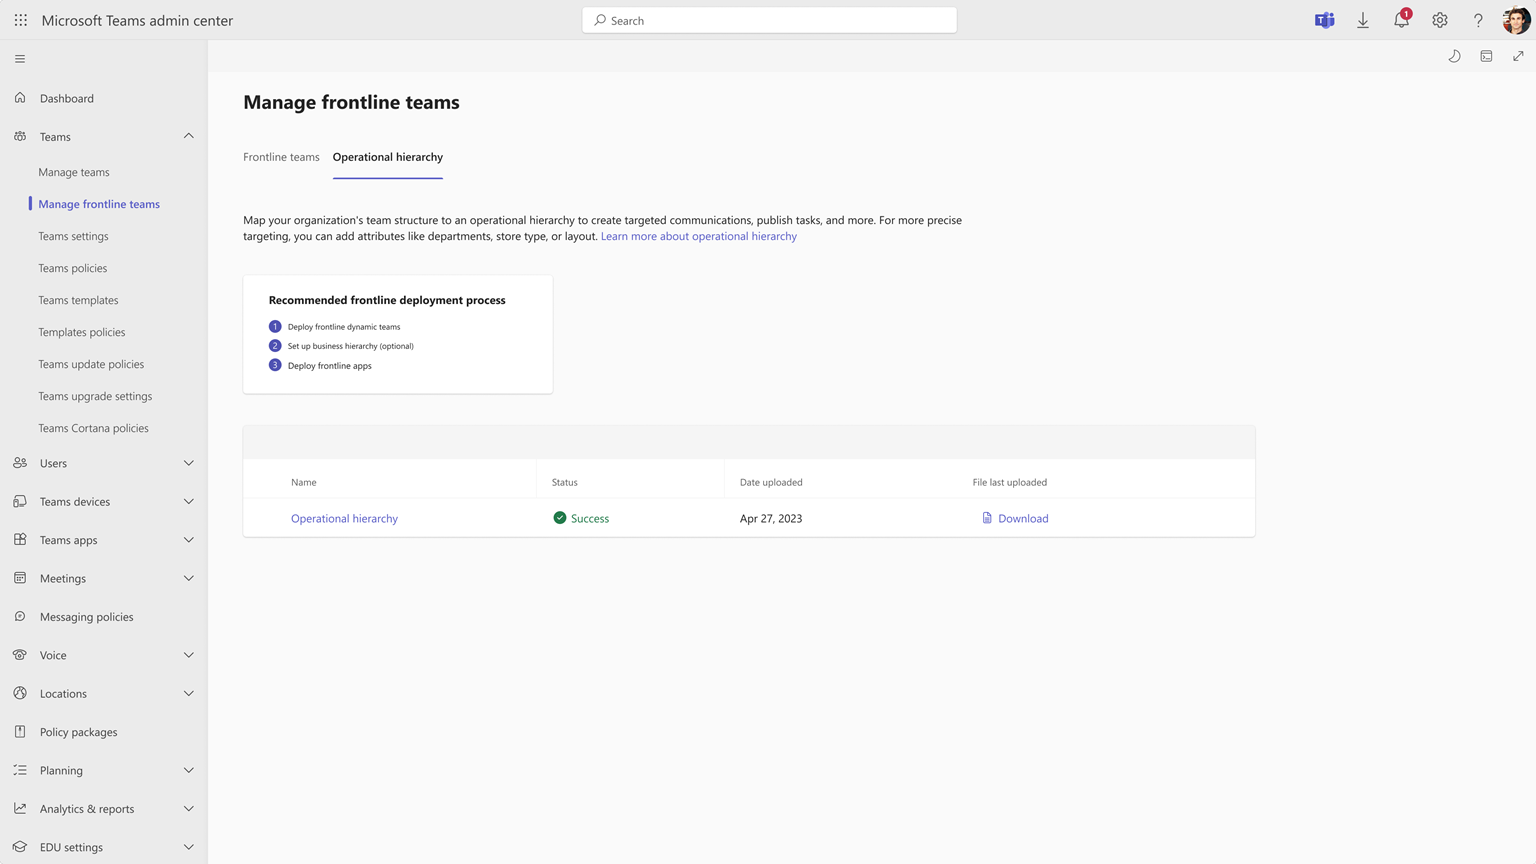 Microsoft Teams admin center
Search
1
Dashboard
Teams
Manage teams
Manage frontline teams
Teams settings
Teams policies
Teams templates
Templates policies
Teams update policies
Teams upgrade settings
Teams Cortana policies
Users
Teams devices
Teams apps
Meetings
Messaging policies
Voice
Locations
Policy packages
Planning
Analytics & reports
EDU settings
Manage frontline teams
Frontline teams
Operational hierarchy
Map your organization's team structure to an operational hierarchy to create targeted communications, publish tasks, and more. For more precise
targeting, you can add attributes like departments, store type, or layout. Learn more about operational hierarchy
Recommended frontline deployment process
1 Deploy frontline dynamic teams
2 Set up business hierarchy (optional)
3 Deploy frontline apps
Name Status Date uploaded File last uploaded
Operational hierarchy Success Apr 27, 2023 Download